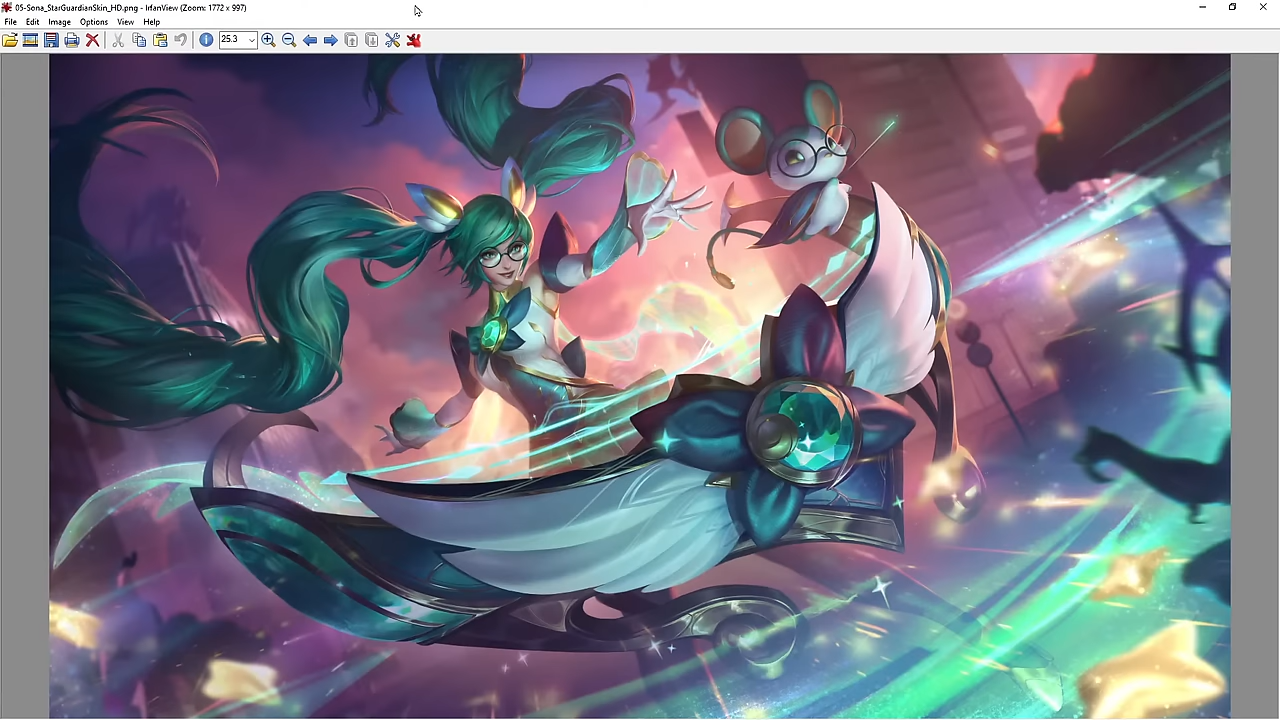 05-Sona_StarGuardianSkin_HD.png - IrfanView (Zoom: 1772 x 997)
File Edit Image Options View Help
25.3